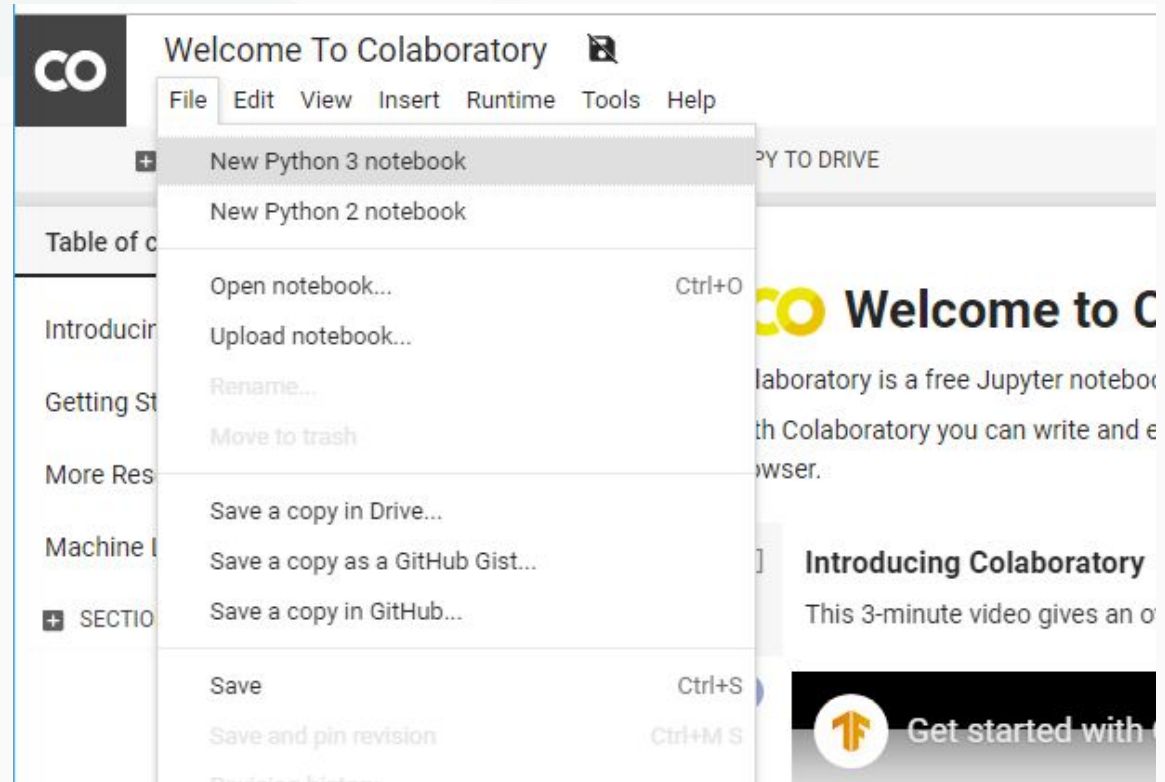 CO Welcome To Colaboratory
File Edit View Insert Runtime Tools Help
New Python 3 notebook
PY TO DRIVE
New Python 2 notebook
Table of c
Open notebook... Ctrl+O
Upload notebook...
Rename...
Move to trash
Save a copy in Drive...
Save a copy as a GitHub Gist...
Save a copy in GitHub...
Save Ctrl+S
Save and pin revision Ctrl+M S
Introducin
Getting St
More Res
Machine L
SECTIO
CO Welcome to C
laboratory is a free Jupyter noteboo
th Colaboratory you can write and e
owser.
Introducing Colaboratory
This 3-minute video gives an o
Get started with